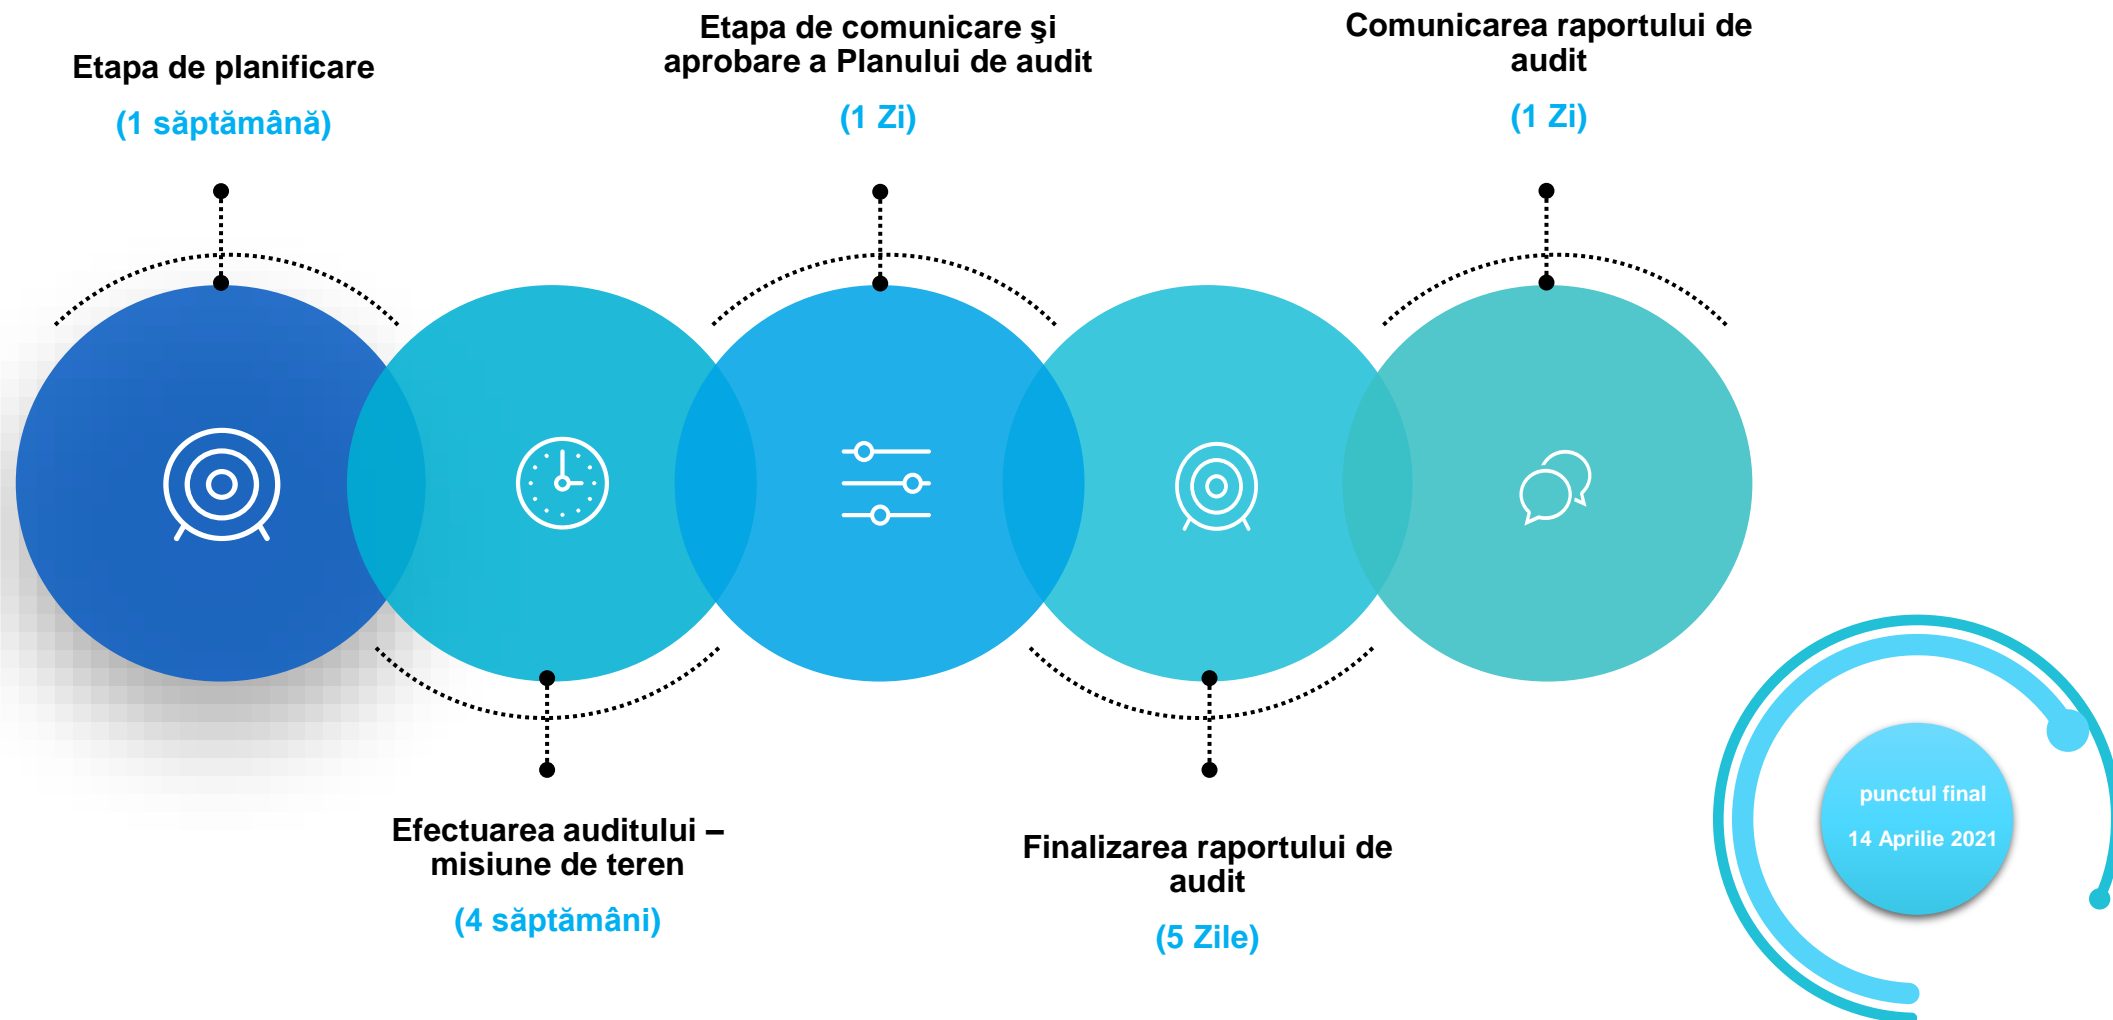 Etapa de planificare
(1 săptămână)
Efectuarea auditului –
misiune de teren
(4 săptămâni)
Etapa de comunicare şi
aprobare a Planului de audit
(1 Zi)
Finalizarea raportului de
audit
(5 Zile)
Comunicarea raportului de
audit
(1 Zi)
punctul final
14 Aprilie 2021